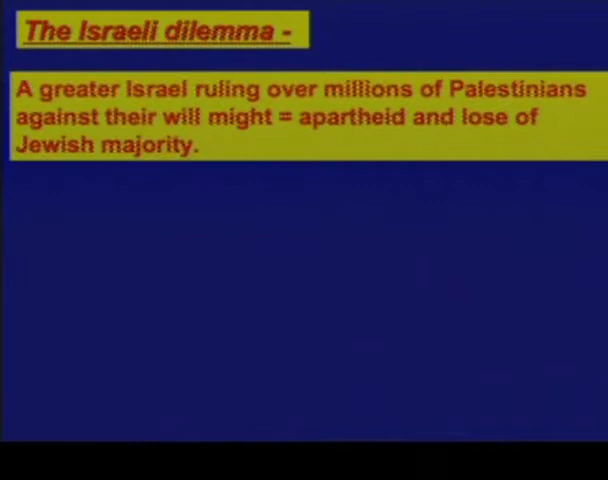 The Israeli dilemma -
A greater Israel ruling over millions of Palestinians
against their will might = apartheid and lose of
Jewish majority.